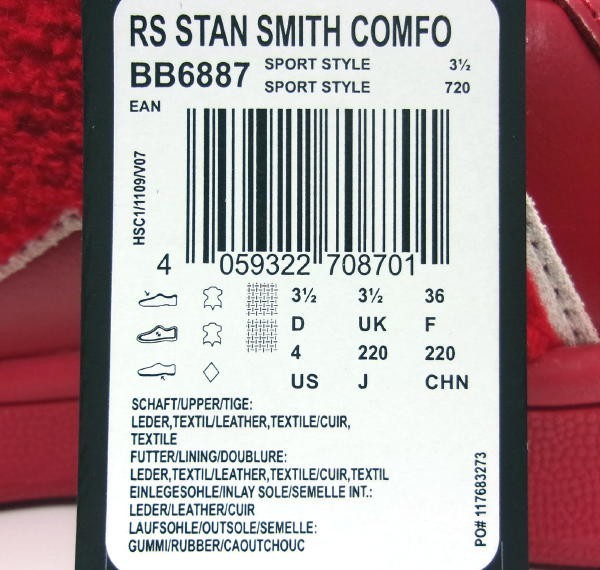 RS STAN SMITH COMFO
BB6887 SPORT STYLE 3½
SPORT STYLE 720
EAN
HSC1/1109/V07
4 059322 708701
3½ 3½ 36
D UK F
4 220 220
US J CHN
SCHAFT/UPPER/TIGE:
LEDER,TEXTIL/LEATHER,TEXTILE/CUIR,
TEXTILE
FUTTER/LINING/DOUBLURE:
LEDER,TEXTIL/LEATHER,TEXTILE/CUIR,TEXTIL
EINLEGESOHLE/INLAY SOLE/SEMELLE INT.:
LEDER/LEATHER/CUIR
LAUFSOHLE/OUTSOLE/SEMELLE:
GUMMI/RUBBER/CAOUTCHOUC
PO# 117683273